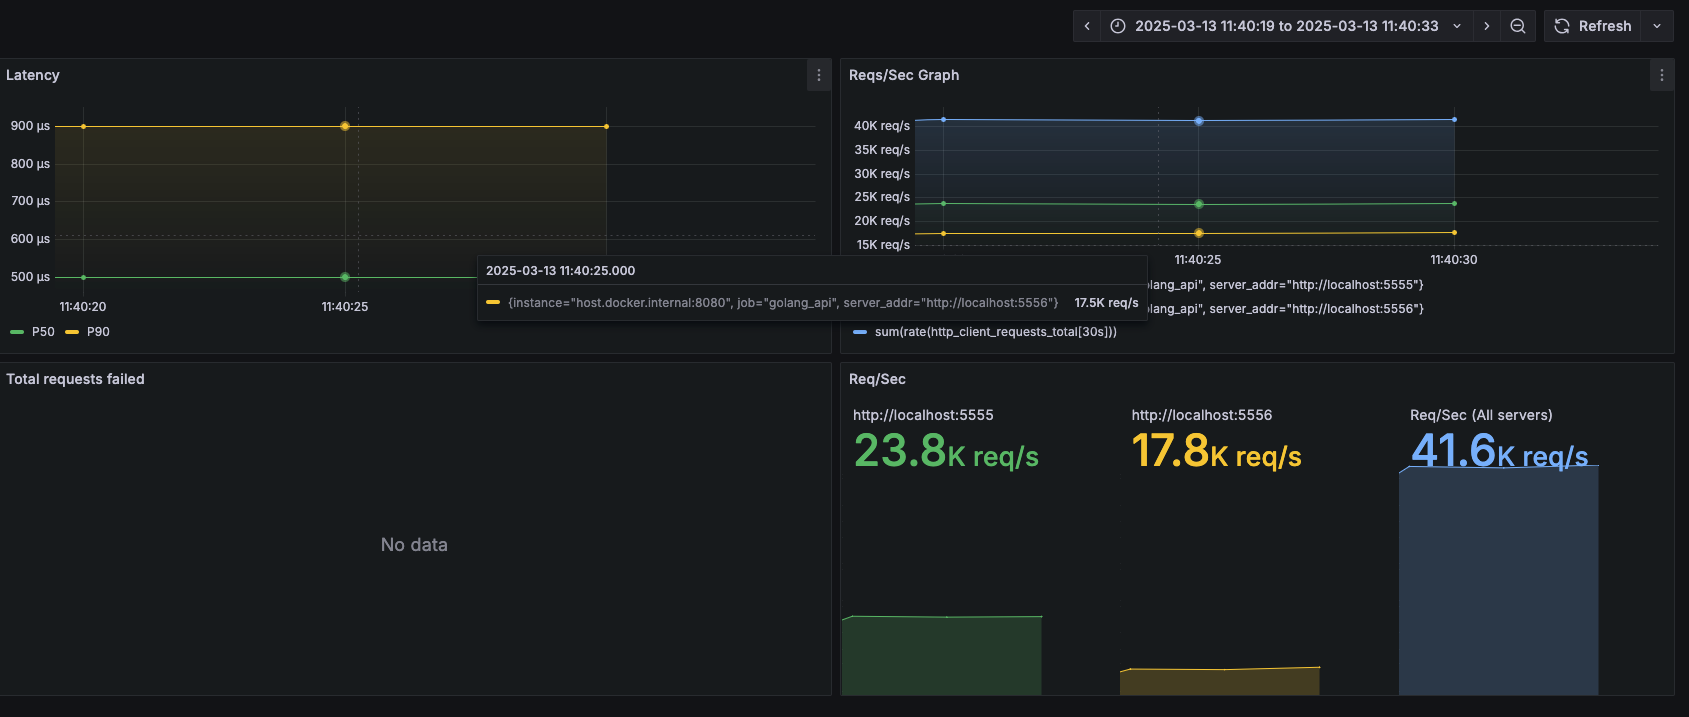 2025-03-13 11:40:19 to 2025-03-13 11:40:33
Refresh
Latency
900 µs
800 µs
700 µs
600 µs
500 µs
11:40:20
11:40:25
P50
P90
Reqs/Sec Graph
40K req/s
35K req/s
30K req/s
25K req/s
20K req/s
15K req/s
11:40:25
11:40:30
lang_api", server_addr="http://localhost:5555"}
lang_api", server_addr="http://localhost:5556"}
sum(rate(http_client_requests_total[30s]))
2025-03-13 11:40:25.000
{instance="host.docker.internal:8080", job="golang_api", server_addr="http://localhost:5556"} 17.5K req/s
Total requests failed
No data
Req/Sec
http://localhost:5555
23.8K req/s
http://localhost:5556
17.8K req/s
Req/Sec (All servers)
41.6K req/s